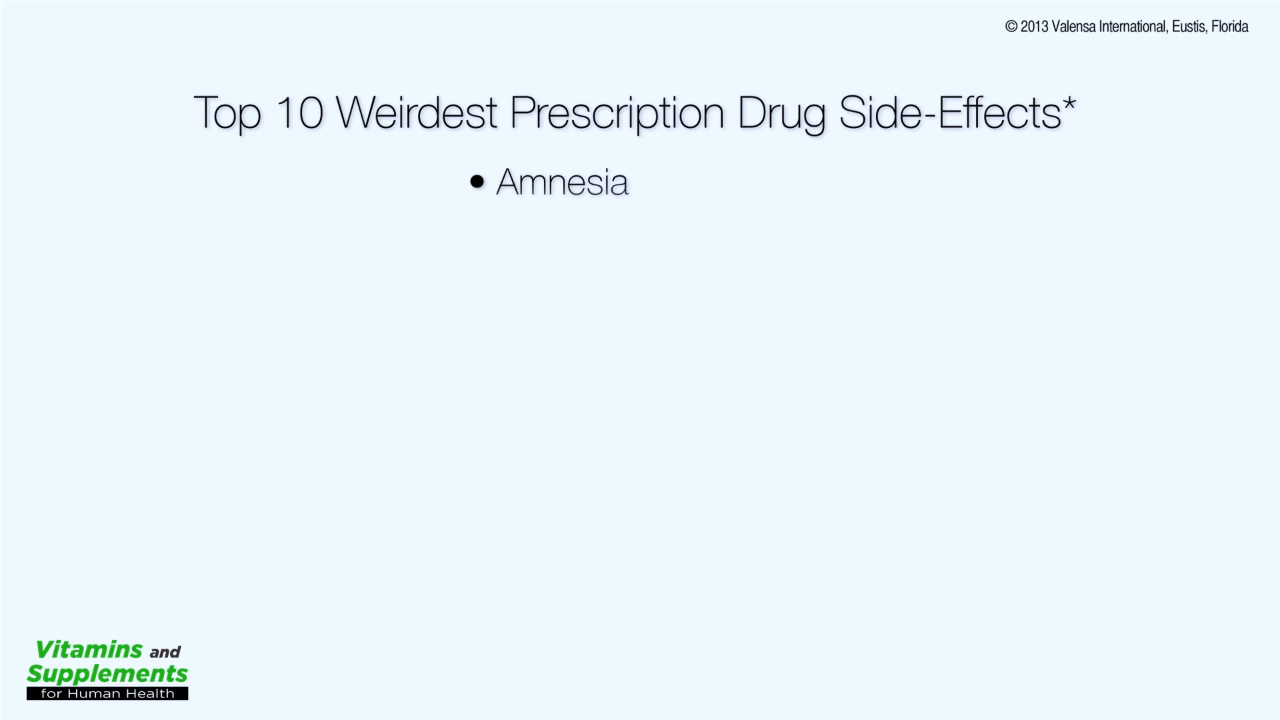 © 2013 Valensa International, Eustis, Florida
Top 10 Weirdest Prescription Drug Side-Effects*
• Amnesia
Vitamins and
Supplements
for Human Health